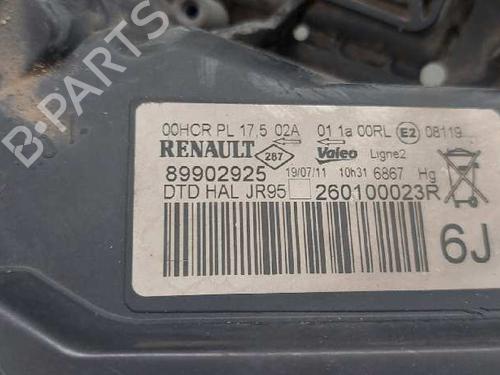 00HCR PL 17,5 02A 01 1a 00RL E2 08119
RENAULT 287 Valeo Ligne2
89902925 19/07/11 10h31 6867 Hg
DTD HAL JR95 260100023R
6J